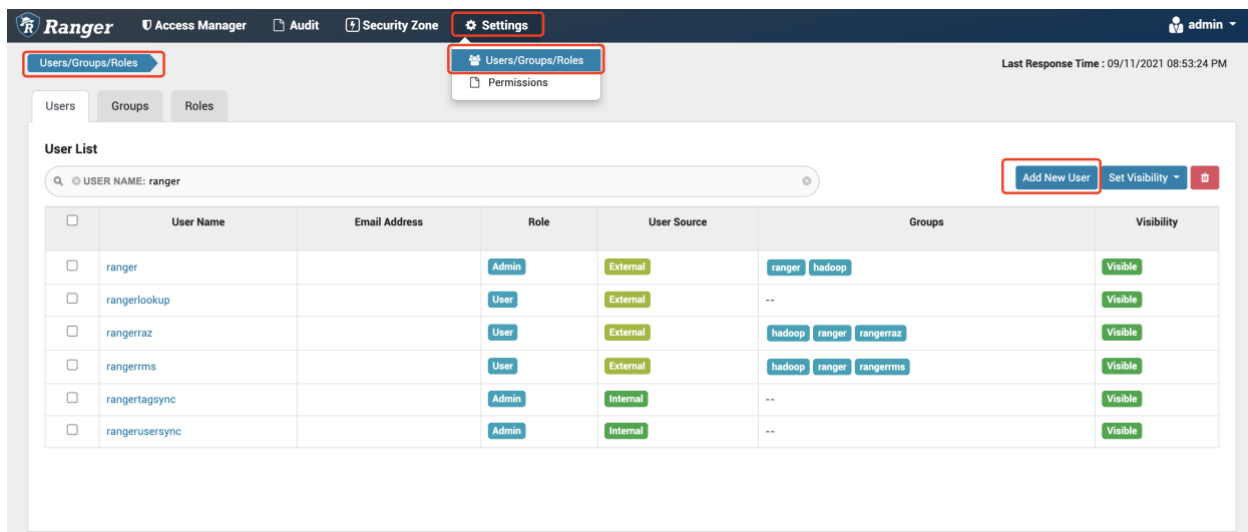 Ranger Access Manager Audit Security Zone Settings admin
Users/Groups/Roles
Users/Groups/Roles
Permissions
Last Response Time : 09/11/2021 08:53:24 PM
Users Groups Roles
User List
USER NAME: ranger
Add New User Set Visibility
User Name Email Address Role User Source Groups Visibility
ranger Admin External ranger hadoop Visible
rangerlookup User External -- Visible
rangerraz User External hadoop ranger rangerraz Visible
rangerrms User External hadoop ranger rangerrms Visible
rangertagsync Admin Internal -- Visible
rangerusersync Admin Internal -- Visible